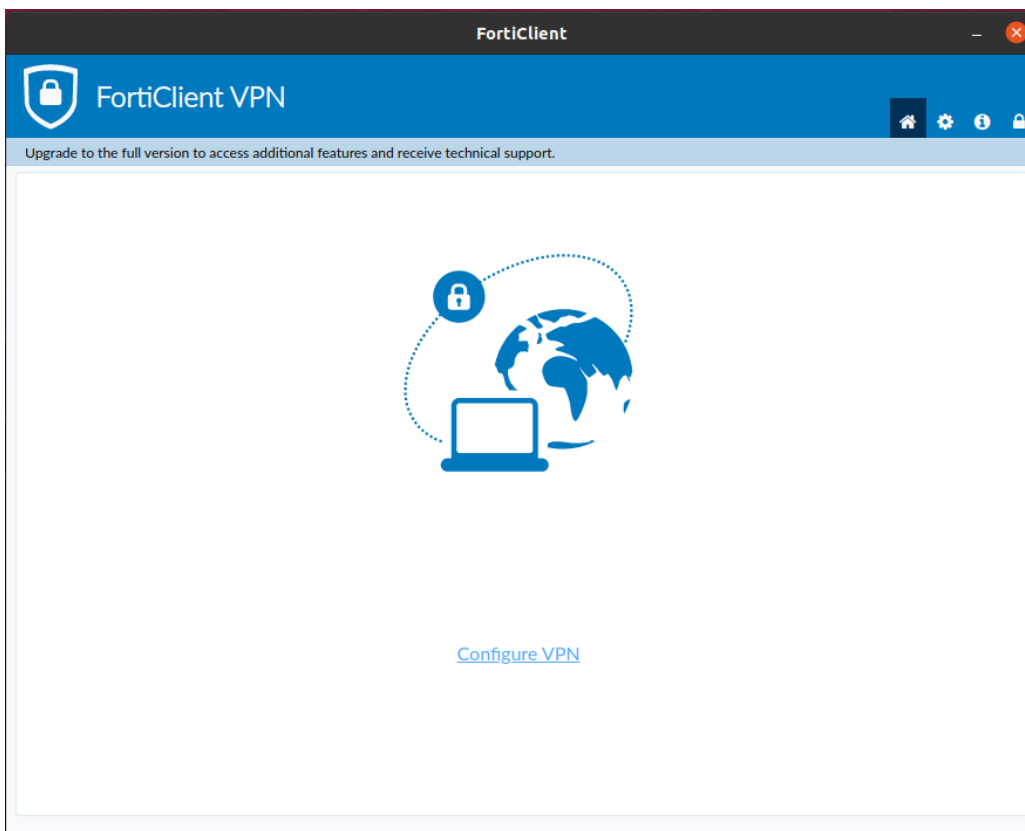 FortiClient
FortiClient VPN
Upgrade to the full version to access additional features and receive technical support.
Configure VPN